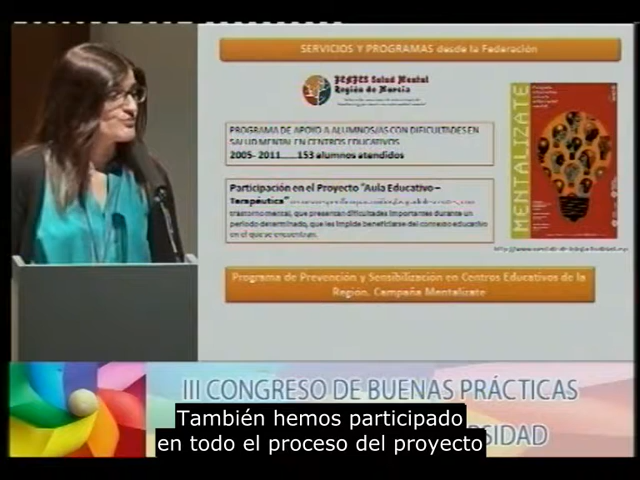 SERVICIOS Y PROGRAMAS desde la Federación
FEAFES Salud Mental
Región de Murcia
PROGRAMA DE APOYO A ALUMNOS/AS CON DIFICULTADES EN
SALUD MENTAL EN CENTROS EDUCATIVOS
2005- 2011.....153 alumnos atendidos
Participación en el Proyecto "Aula Educativo –
Terapéutica"
trastorno mental, que presentan dificultades importantes durante un
periodo determinado, que les impide beneficiarse del contexto educativo
en el que se encuentran.
MENTALÍZATE
Programa de Prevención y Sensibilización en Centros Educativos de la
Región. Campaña Mentalízate
III CONGRESO DE BUENAS PRÁCTICAS
También hemos participado
en todo el proceso del proyecto